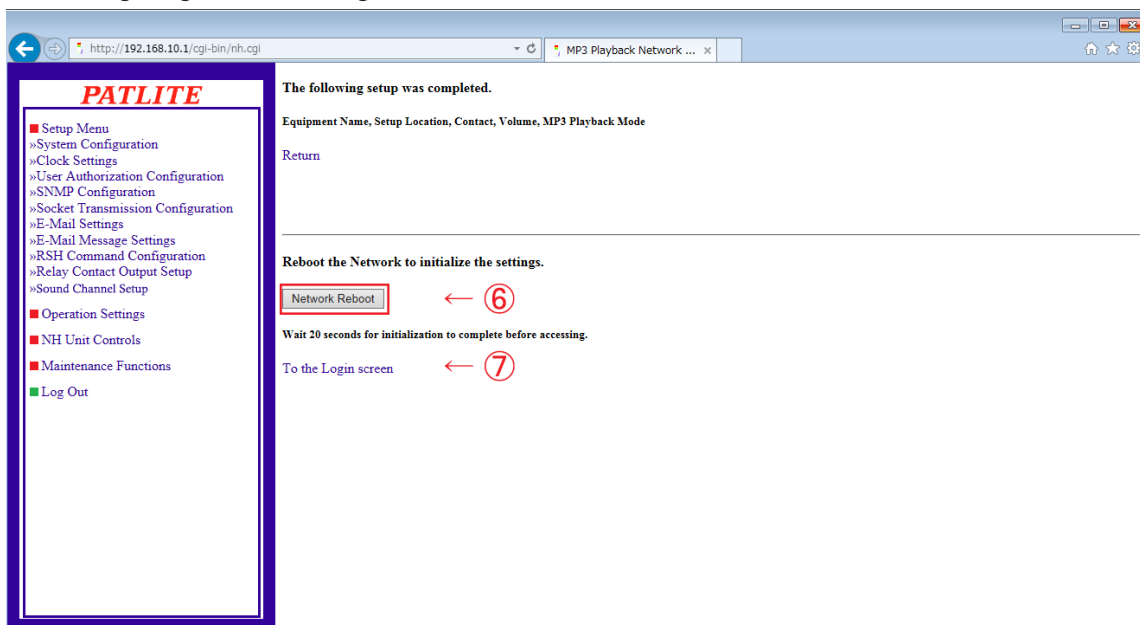 http://192.168.10.1/cgi-bin/nh.cgi
MP3 Playback Network ...
PATLITE
Setup Menu
»System Configuration
»Clock Settings
»User Authorization Configuration
»SNMP Configuration
»Socket Transmission Configuration
»E-Mail Settings
»E-Mail Message Settings
»RSH Command Configuration
»Relay Contact Output Setup
»Sound Channel Setup
Operation Settings
NH Unit Controls
Maintenance Functions
Log Out
The following setup was completed.
Equipment Name, Setup Location, Contact, Volume, MP3 Playback Mode
Return
Reboot the Network to initialize the settings.
Network Reboot ← ⑥
Wait 20 seconds for initialization to complete before accessing.
To the Login screen ← ⑦